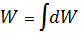 W = ∫dW